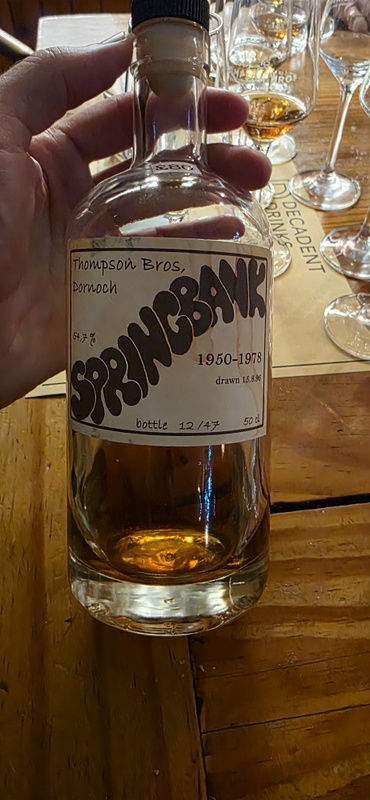 £80
Thompson Bros,
Dornoch
54.7%
SPRINGBANK
1950-1978
drawn 15.8.96
bottle 12/47 50 cl
DECADENT
DRINKS